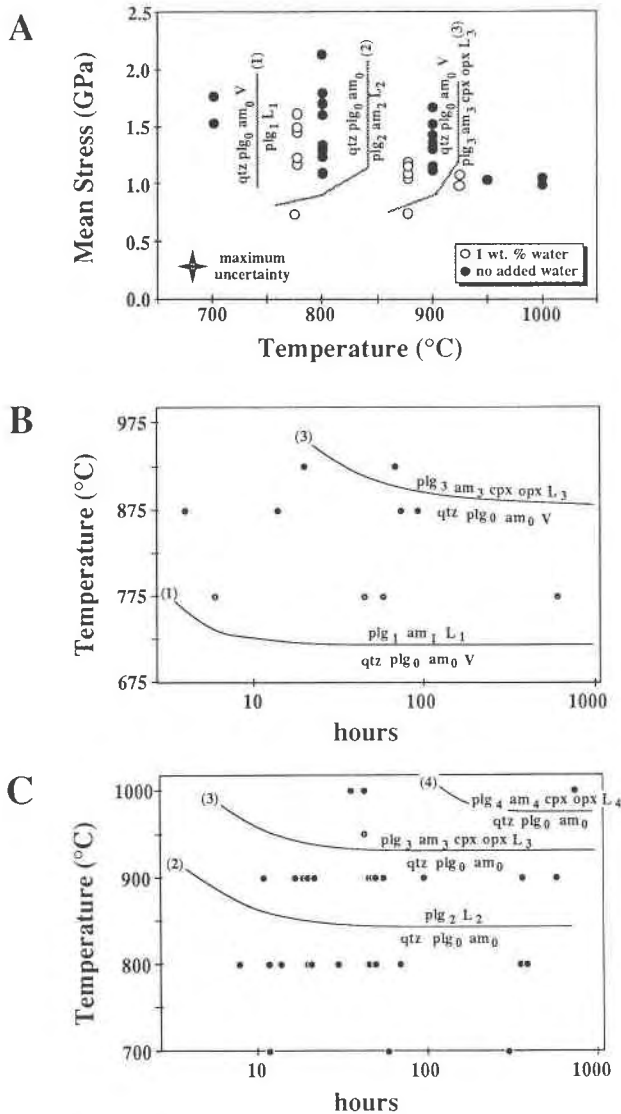 A
Mean Stress (GPa)
2.5
2.0
1.5
1.0
0.5
0.0
qtz plg0 am0 V (1)
plg1 L1
qtz plg0 am0 (2)
plg2 am2 L2
qtz plg0 am0 V (3)
plg3 am3 cpx opx L3
maximum
uncertainty
1 wt. % water
no added water
700 800 900 1000
Temperature (°C)
B
Temperature (°C)
975
875
775
675
(3)
plg3 am3 cpx opx L3
qtz plg0 am0 V
(1)
plg1 am1 L1
qtz plg0 am0 V
10 100 1000
hours
C
Temperature (°C)
1000
900
800
700
(4)
plg4 am4 cpx opx L4
qtz plg0 am0
(3)
plg3 am3 cpx opx L3
qtz plg0 am0
(2)
plg2 L2
qtz plg0 am0
10 100 1000
hours